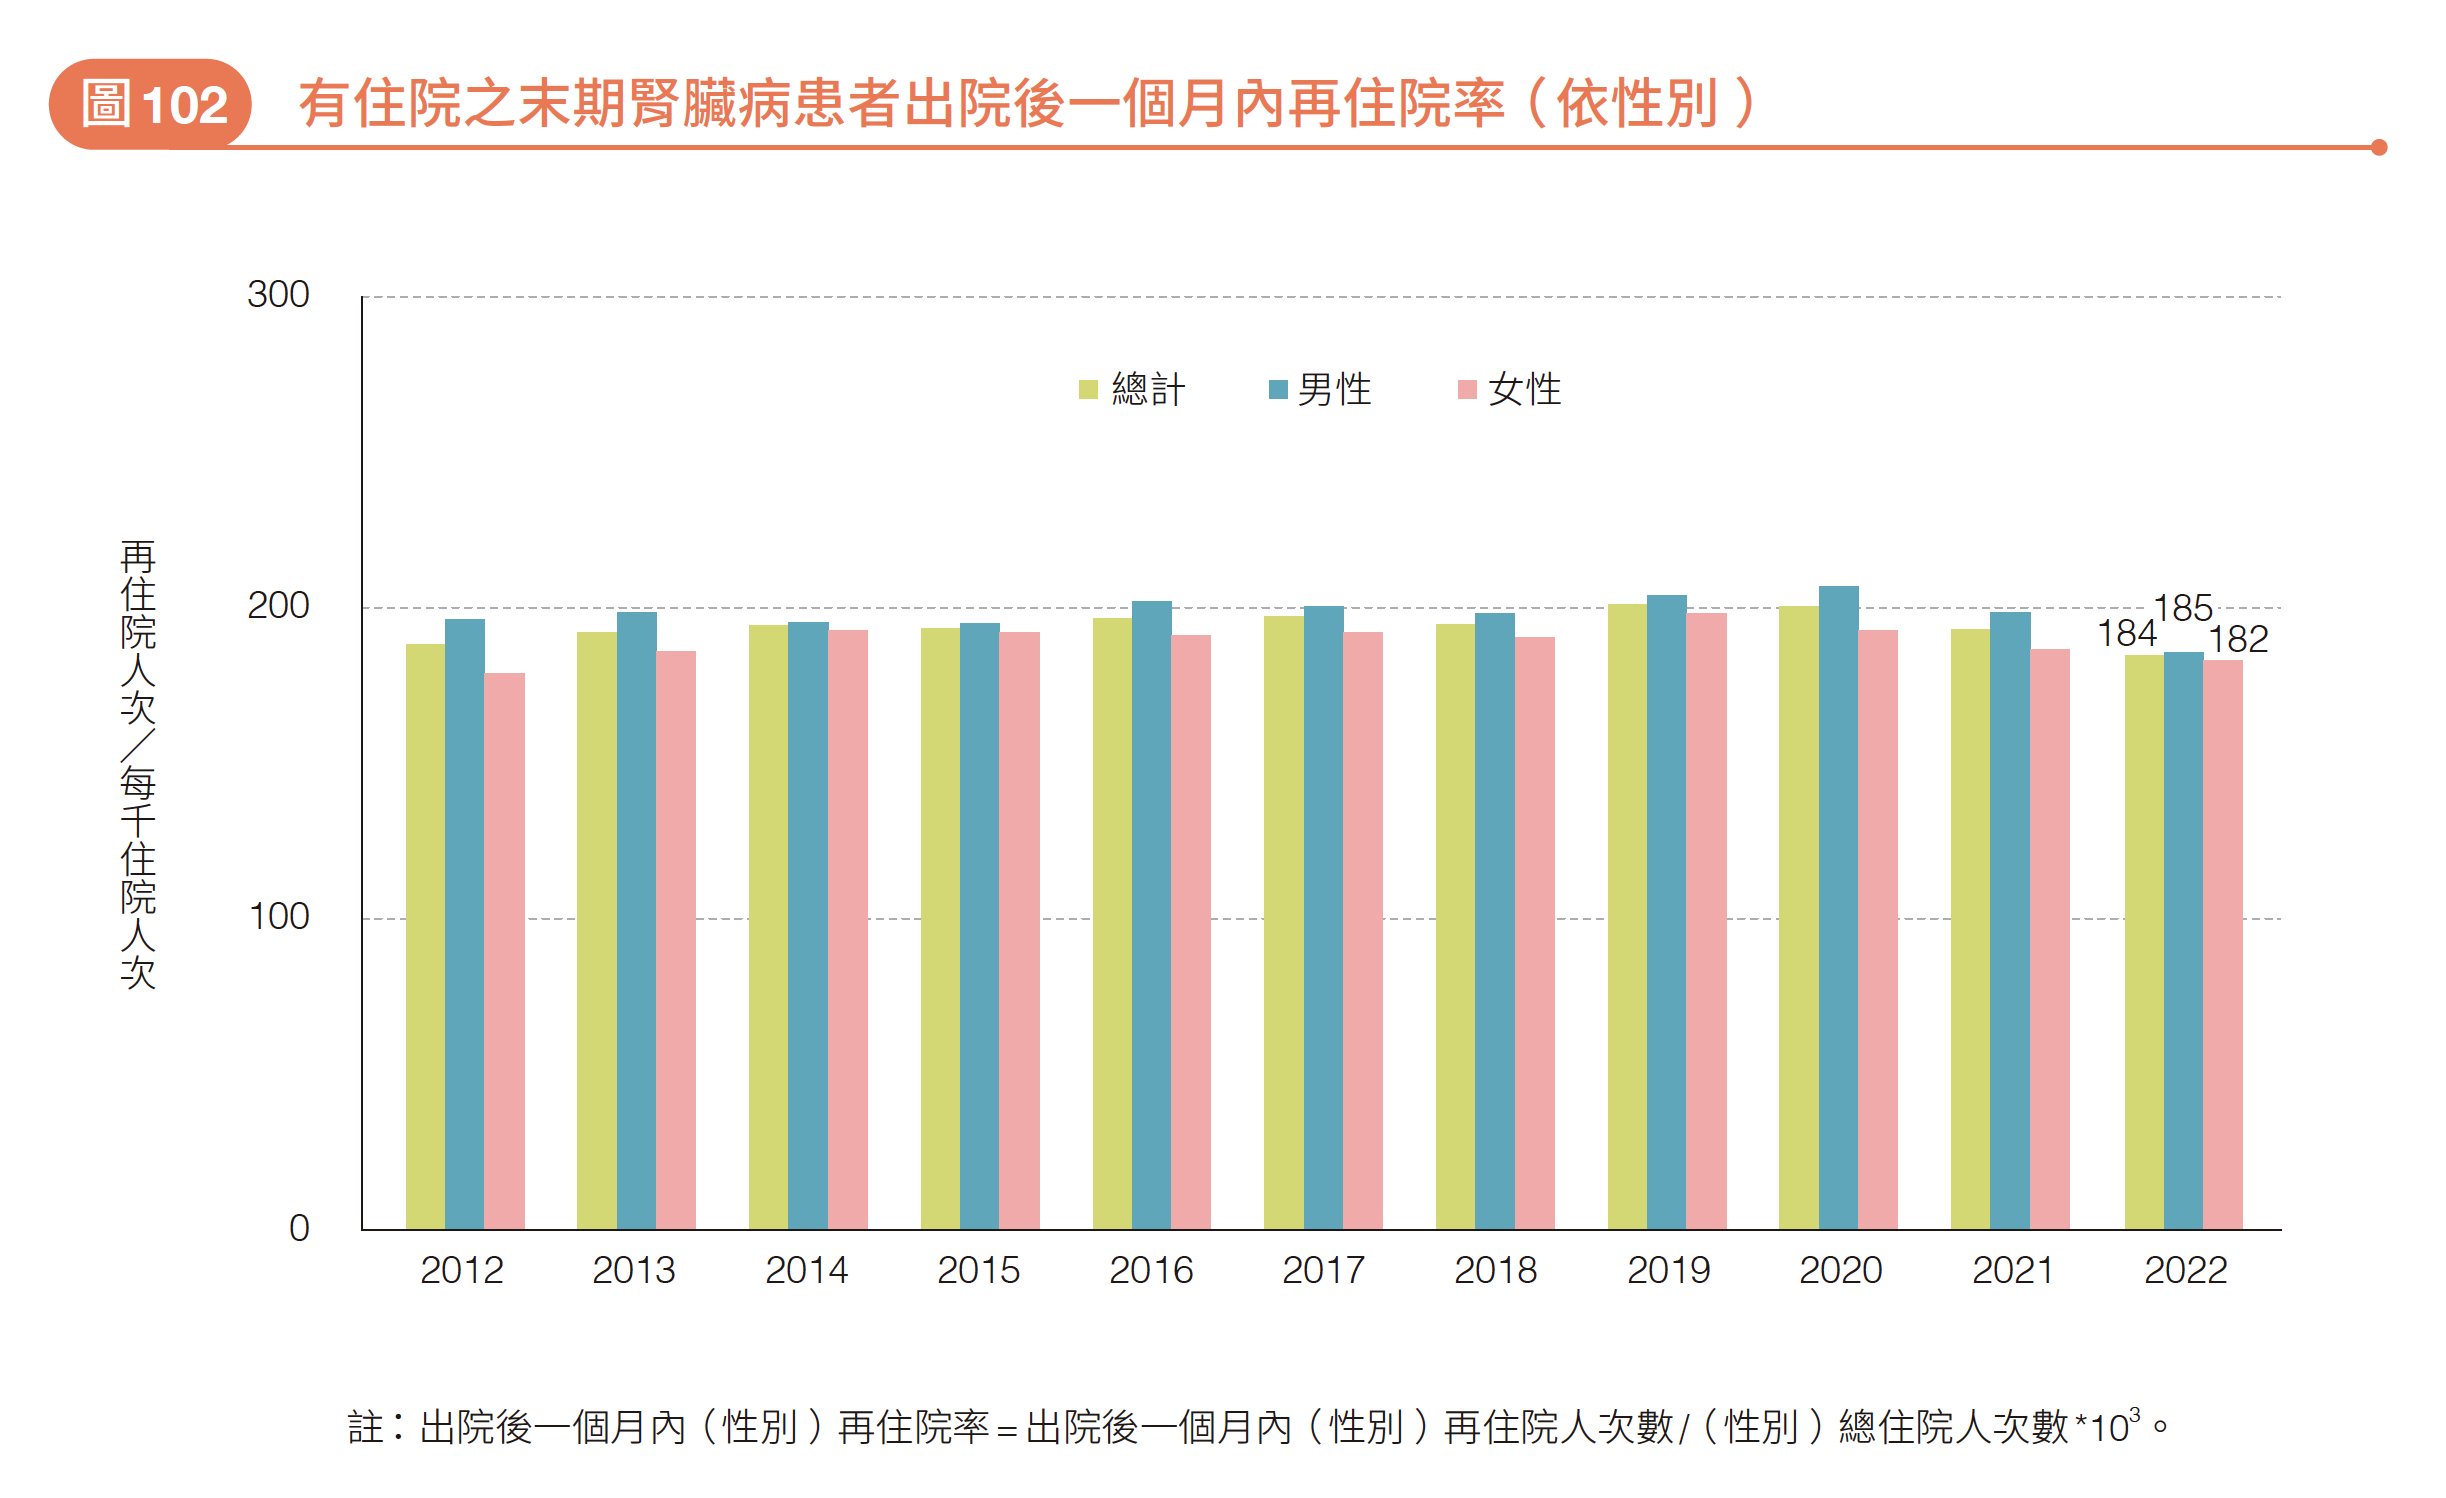 圖102 有住院之末期腎臟病患者出院後一個月內再住院率（依性別）
300
總計 男性 女性
再住院人次／每千住院人次
200
184 185 182
100
0
2012 2013 2014 2015 2016 2017 2018 2019 2020 2021 2022
註：出院後一個月內（性別）再住院率=出院後一個月內（性別）再住院人次數/（性別）總住院人次數*10³。